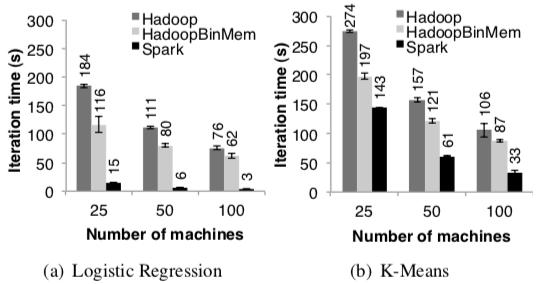 Hadoop
HadoopBinMem
Spark
Iteration time (s)
300
250
200
150
100
50
0
184
116
15
111
80
6
76
62
3
25 50 100
Number of machines
(a) Logistic Regression
Hadoop
HadoopBinMem
Spark
Iteration time (s)
300
250
200
150
100
50
0
274
197
143
157
121
61
106
87
33
25 50 100
Number of machines
(b) K-Means